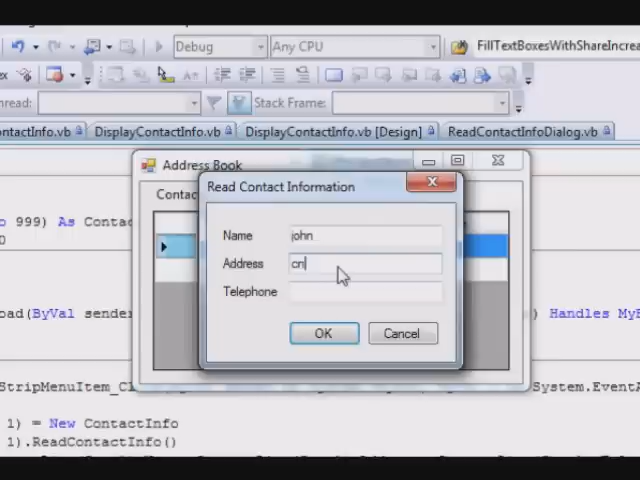 Debug Any CPU FillTextBoxesWithShareIncrea
ex
hread: Stack Frame:
ontactInfo.vb DisplayContactInfo.vb DisplayContactInfo.vb [Design] ReadContactInfoDialog.vb
Address Book
Read Contact Information
Contac
o 999) As Contac
0
Name john
Address cn
Telephone
oad(ByVal sender ) Handles MyB
OK Cancel
StripMenuItem_Cl System.EventA
1) = New ContactInfo
1).ReadContactInfo()